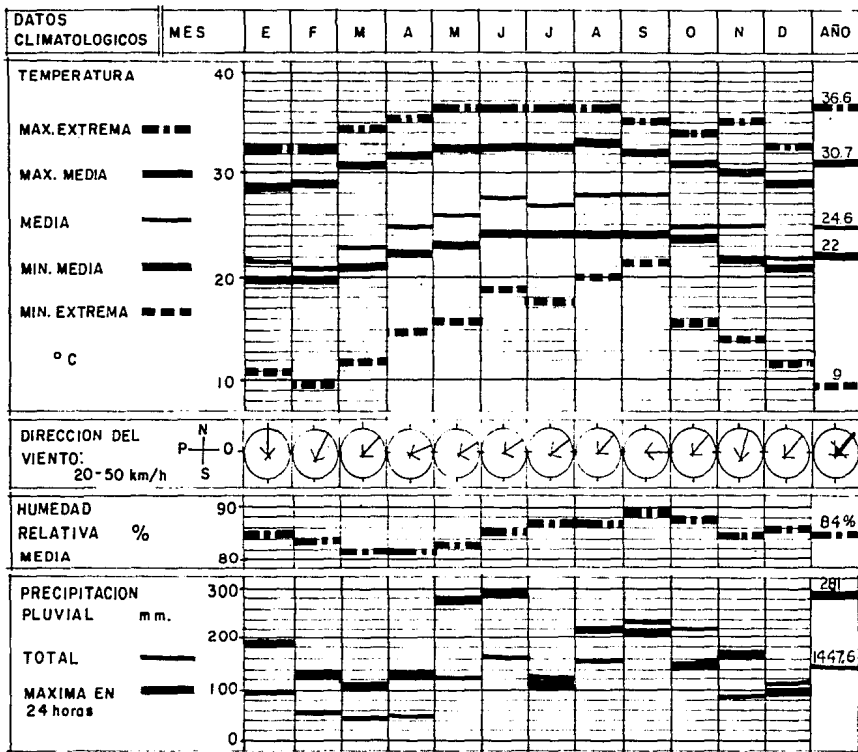 DATOS CLIMATOLOGICOS MES E F M A M J J A S O N D AÑO
TEMPERATURA
MAX. EXTREMA
MAX. MEDIA
MEDIA
MIN. MEDIA
MIN. EXTREMA
° C
40
30
20
10
36.6
30.7
24.6
22
9
DIRECCION DEL
VIENTO:
20-50 km/h
N
P O
S
HUMEDAD
RELATIVA %
MEDIA
90
80
84%
PRECIPITACION
PLUVIAL mm.
TOTAL
MAXIMA EN
24 horas
300
200
100
0
281
1447.6